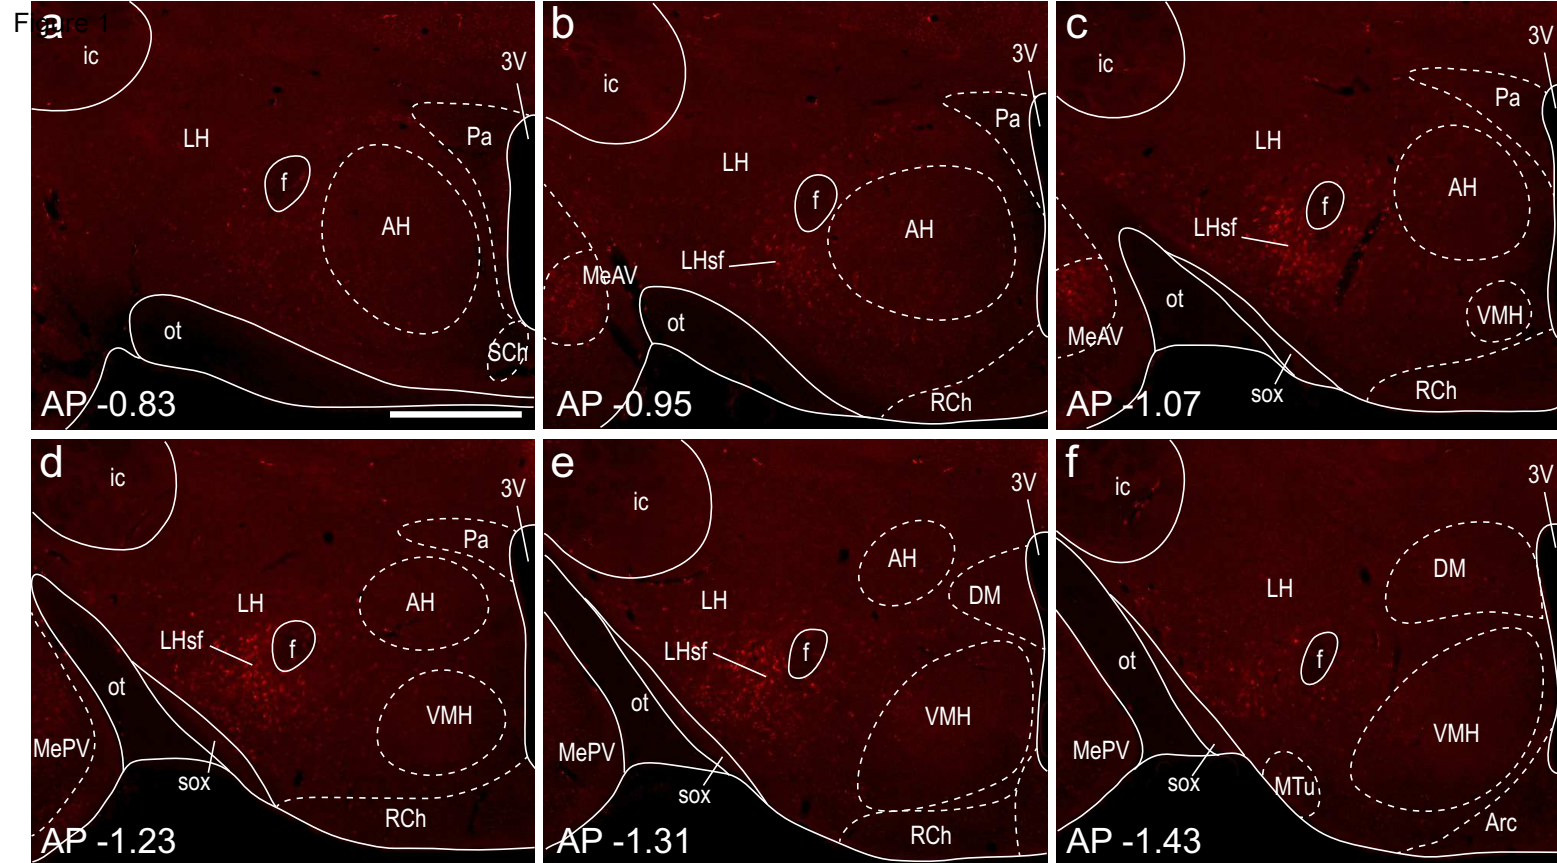 Figure 1
a
ic
3V
LH
Pa
f
AH
ot
SCh
AP -0.83
b
ic
3V
Pa
LH
f
AH
LHsf
MeAV
ot
RCh
AP -0.95
c
3V
ic
Pa
LH
AH
f
LHsf
ot
VMH
MeAV
sox
RCh
AP -1.07
d
ic
3V
Pa
LH
AH
LHsf
f
ot
VMH
MePV
sox
RCh
AP -1.23
e
3V
ic
AH
DM
LH
LHsf
f
ot
VMH
MePV
sox
RCh
AP -1.31
f
3V
ic
DM
LH
f
ot
VMH
MePV
sox
MTu
Arc
AP -1.43